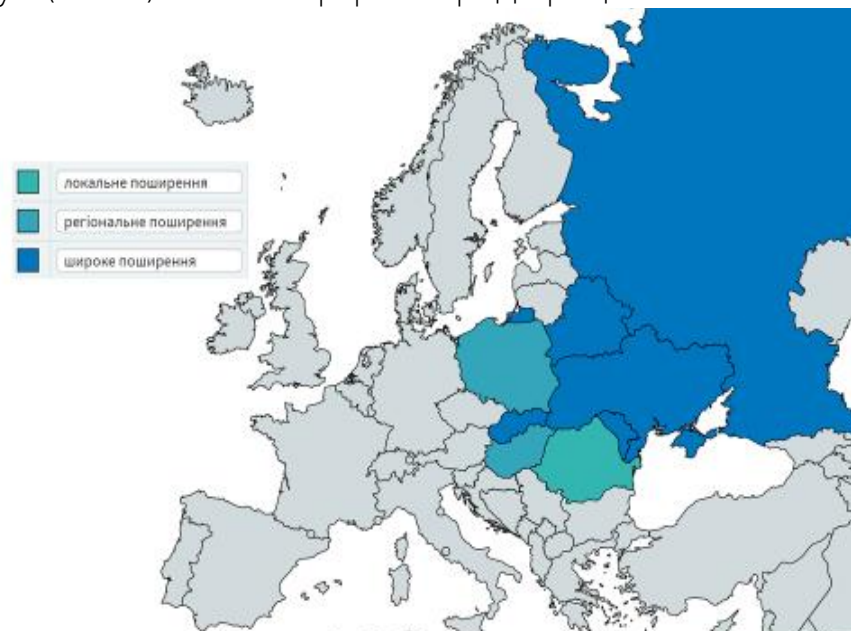 локальне поширення
регіональне поширення
широке поширення